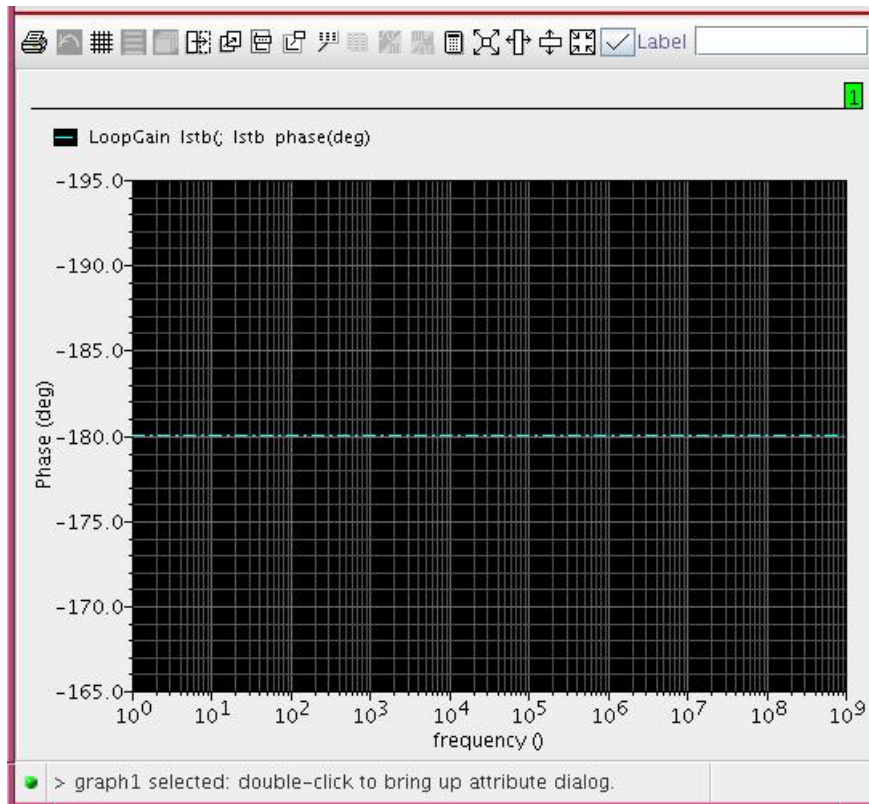 Label
1
LoopGain lstb(; lstb phase(deg)
-195.0
-190.0
-185.0
-180.0
-175.0
-170.0
-165.0
Phase (deg)
10^0 10^1 10^2 10^3 10^4 10^5 10^6 10^7 10^8 10^9
frequency ()
> graph1 selected: double-click to bring up attribute dialog.